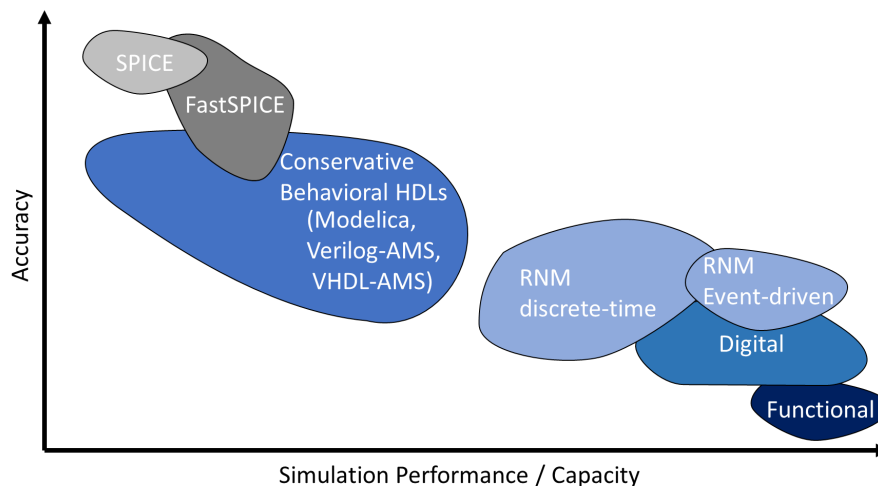 SPICE
FastSPICE
Conservative
Behavioral HDLs
(Modelica,
Verilog-AMS,
VHDL-AMS)
RNM
discrete-time
RNM
Event-driven
Digital
Functional
Accuracy
Simulation Performance / Capacity